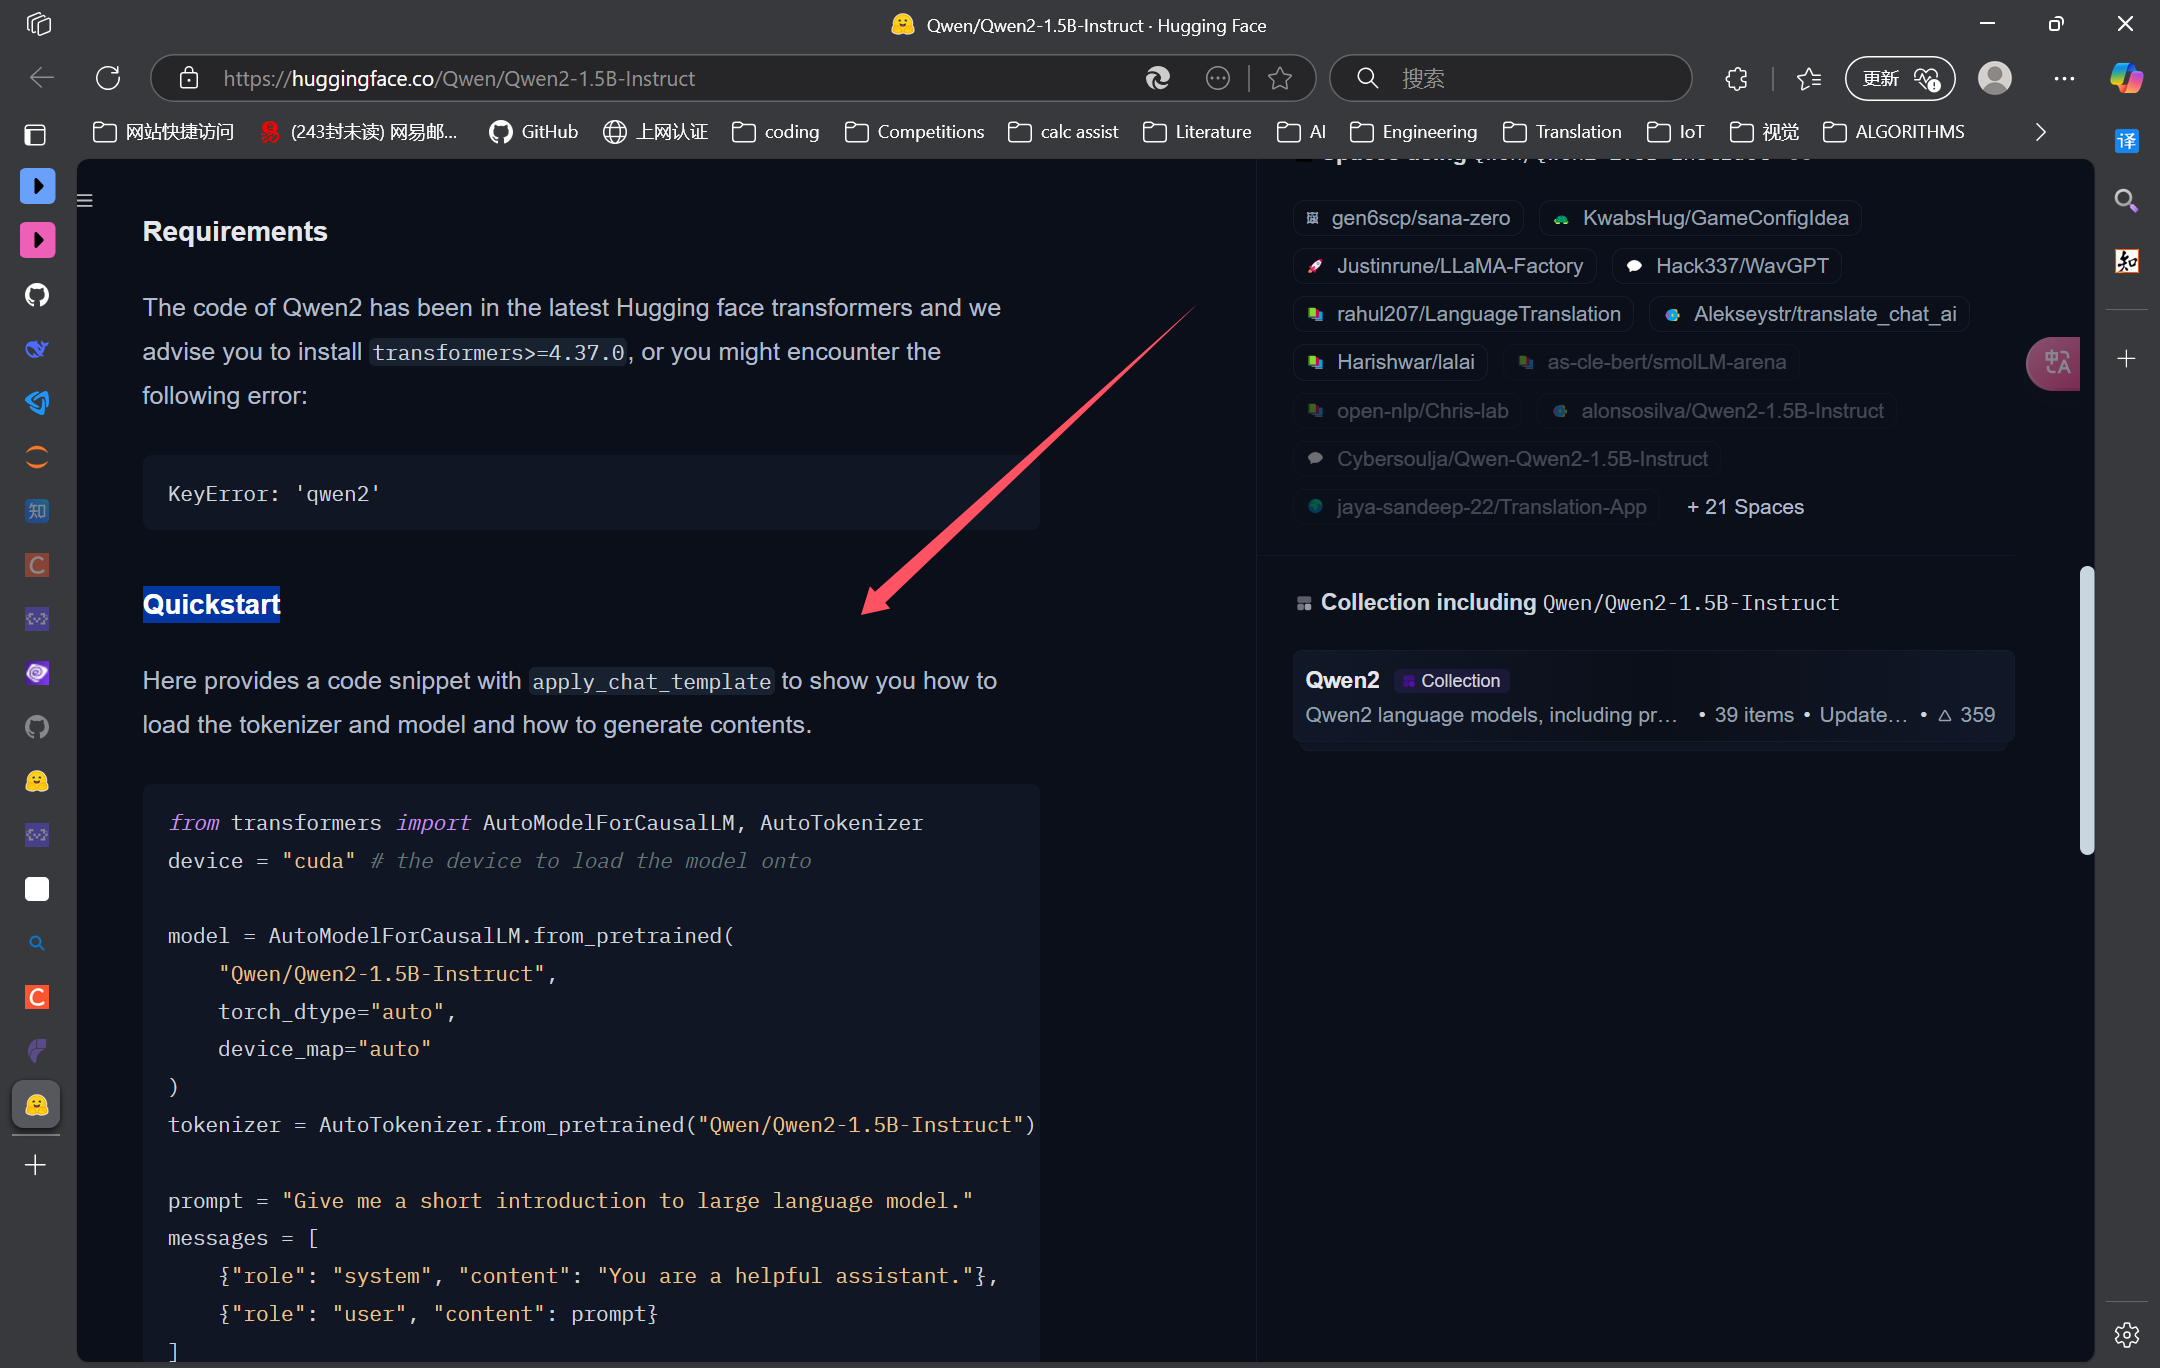 Qwen/Qwen2-1.5B-Instruct · Hugging Face
https://huggingface.co/Qwen/Qwen2-1.5B-Instruct
搜索
更新
网站快捷访问
(243封未读) 网易邮...
GitHub
上网认证
coding
Competitions
calc assist
Literature
AI
Engineering
Translation
IoT
视觉
ALGORITHMS
译
知
知
C
C
Requirements
The code of Qwen2 has been in the latest Hugging face transformers and we
advise you to install transformers>=4.37.0, or you might encounter the
following error:
KeyError: 'qwen2'
Quickstart
Here provides a code snippet with apply_chat_template to show you how to
load the tokenizer and model and how to generate contents.
from transformers import AutoModelForCausalLM, AutoTokenizer
device = "cuda" # the device to load the model onto
model = AutoModelForCausalLM.from_pretrained(
    "Qwen/Qwen2-1.5B-Instruct",
    torch_dtype="auto",
    device_map="auto"
)
tokenizer = AutoTokenizer.from_pretrained("Qwen/Qwen2-1.5B-Instruct")
prompt = "Give me a short introduction to large language model."
messages = [
    {"role": "system", "content": "You are a helpful assistant."},
    {"role": "user", "content": prompt}
]
gen6scp/sana-zero
KwabsHug/GameConfigIdea
Justinrune/LLaMA-Factory
Hack337/WavGPT
rahul207/LanguageTranslation
Alekseystr/translate_chat_ai
Harishwar/lalai
as-cle-bert/smolLM-arena
open-nlp/Chris-lab
alonsosilva/Qwen2-1.5B-Instruct
Cybersoulja/Qwen-Qwen2-1.5B-Instruct
jaya-sandeep-22/Translation-App
+ 21 Spaces
Collection including Qwen/Qwen2-1.5B-Instruct
Qwen2 Collection
Qwen2 language models, including pr... • 39 items • Update... • △ 359